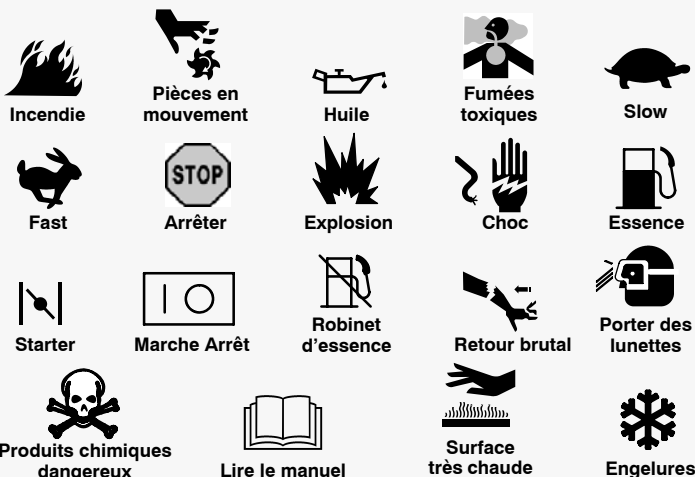 Incendie
Pièces en
mouvement
Huile
Fumées
toxiques
Slow
Fast
STOP
Arrêter
Explosion
Choc
Essence
Starter
Marche Arrêt
Robinet
d’essence
Retour brutal
Porter des
lunettes
Produits chimiques
dangereux
Lire le manuel
Surface
très chaude
Engelures